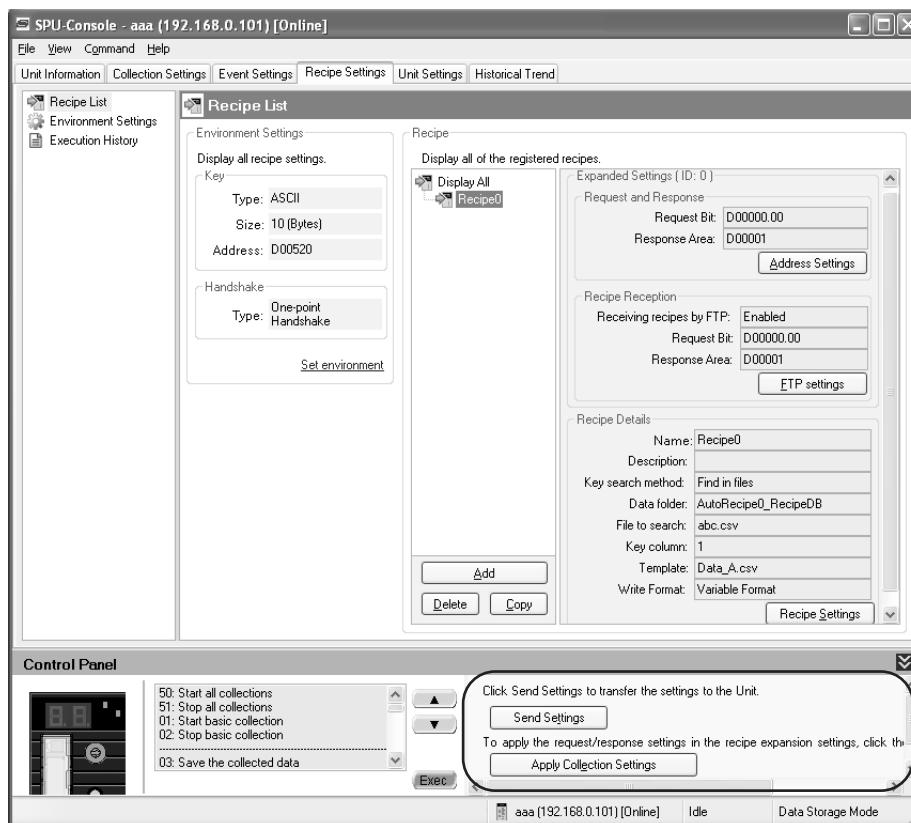 SPU-Console - aaa (192.168.0.101) [Online]
File View Command Help
Unit Information Collection Settings Event Settings Recipe Settings Unit Settings Historical Trend
Recipe List
Environment Settings
Execution History
Recipe List
Environment Settings
Display all recipe settings.
Key
Type: ASCII
Size: 10 (Bytes)
Address: D00520
Handshake
Type: One-point
Handshake
Set environment
Recipe
Display all of the registered recipes.
Display All
Recipe0
Add
Delete Copy
Expanded Settings ( ID: 0 )
Request and Response
Request Bit: D00000.00
Response Area: D00001
Address Settings
Recipe Reception
Receiving recipes by FTP: Enabled
Request Bit: D00000.00
Response Area: D00001
FTP settings
Recipe Details
Name: Recipe0
Description:
Key search method: Find in files
Data folder: AutoRecipe0_RecipeDB
File to search: abc.csv
Key column: 1
Template: Data_A.csv
Write Format: Variable Format
Recipe Settings
Control Panel
50: Start all collections
51: Stop all collections
01: Start basic collection
02: Stop basic collection
03: Save the collected data
Exec
Click Send Settings to transfer the settings to the Unit.
Send Settings
To apply the request/response settings in the recipe expansion settings, click the
Apply Collection Settings
aaa (192.168.0.101) [Online] Idle Data Storage Mode